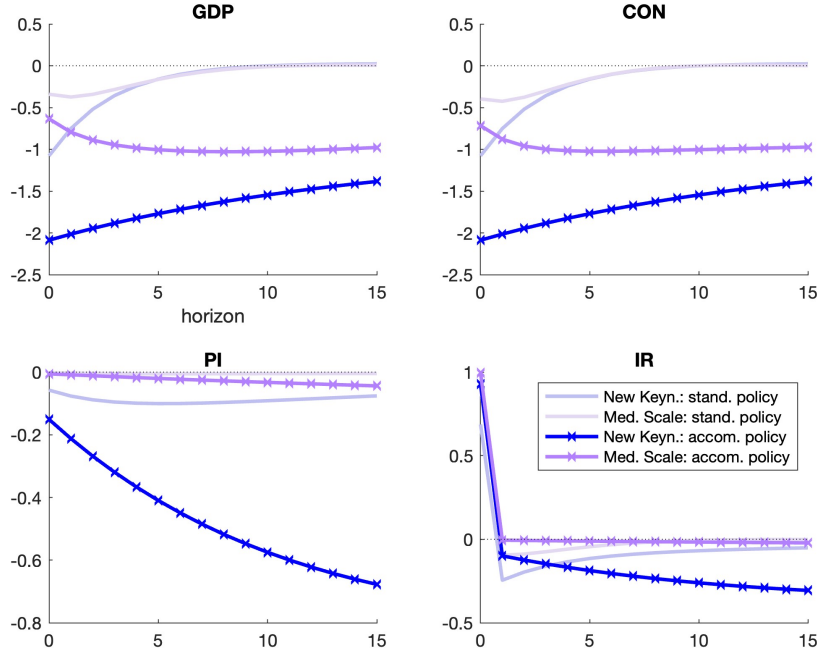 GDP
0.5
0
-0.5
-1
-1.5
-2
-2.5
0 5 10 15
horizon
CON
0.5
0
-0.5
-1
-1.5
-2
-2.5
0 5 10 15
PI
0
-0.2
-0.4
-0.6
-0.8
0 5 10 15
IR
1
0.5
0
-0.5
0 5 10 15
New Keyn.: stand. policy
Med. Scale: stand. policy
New Keyn.: accom. policy
Med. Scale: accom. policy